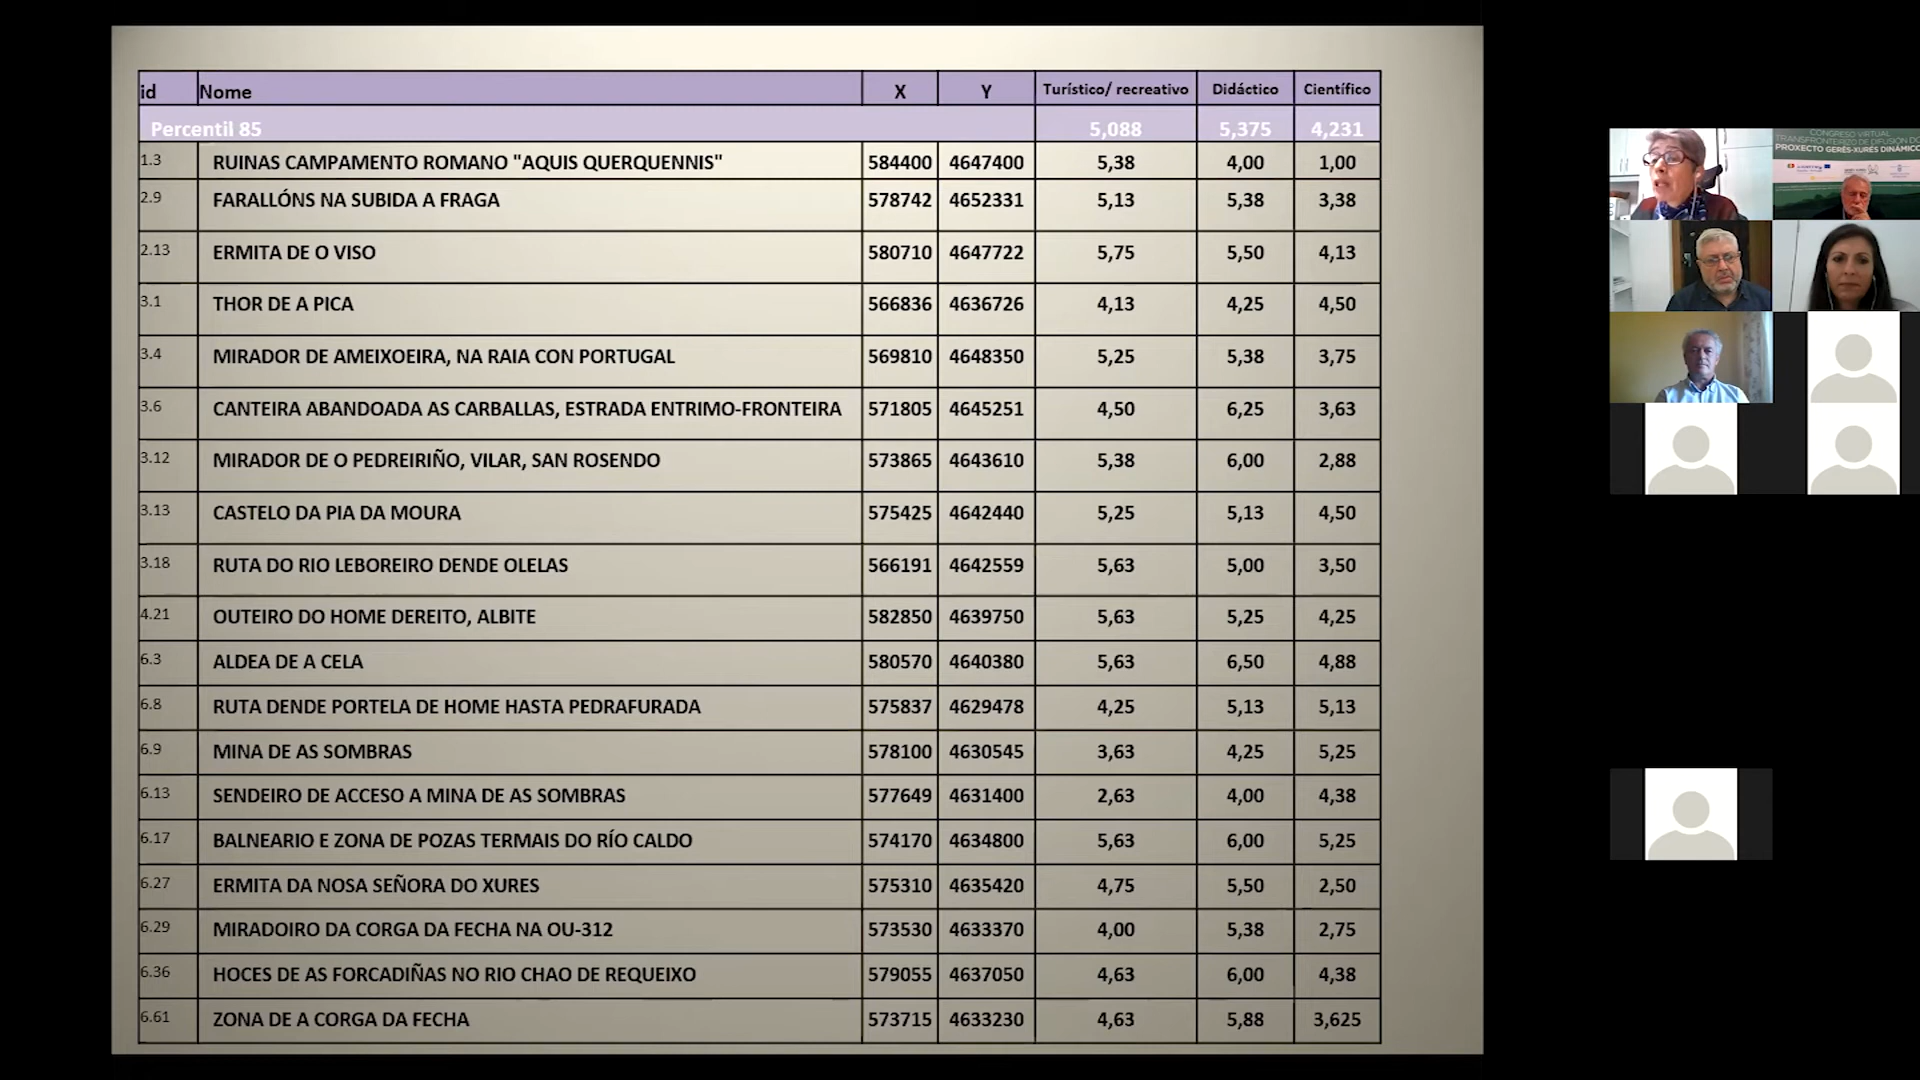 id Nome X Y Turístico/ recreativo Didáctico Científico
Percentil 85 5,088 5,375 4,231
1.3 RUINAS CAMPAMENTO ROMANO "AQUIS QUERQUENNIS" 584400 4647400 5,38 4,00 1,00
2.9 FARALLÓNS NA SUBIDA A FRAGA 578742 4652331 5,13 5,38 3,38
2.13 ERMITA DE O VISO 580710 4647722 5,75 5,50 4,13
3.1 THOR DE A PICA 566836 4636726 4,13 4,25 4,50
3.4 MIRADOR DE AMEIXOEIRA, NA RAIA CON PORTUGAL 569810 4648350 5,25 5,38 3,75
3.6 CANTEIRA ABANDOADA AS CARBALLAS, ESTRADA ENTRIMO-FRONTEIRA 571805 4645251 4,50 6,25 3,63
3.12 MIRADOR DE O PEDREIRIÑO, VILAR, SAN ROSENDO 573865 4643610 5,38 6,00 2,88
3.13 CASTELO DA PIA DA MOURA 575425 4642440 5,25 5,13 4,50
3.18 RUTA DO RIO LEBOREIRO DENDE OLELAS 566191 4642559 5,63 5,00 3,50
4.21 OUTEIRO DO HOME DEREITO, ALBITE 582850 4639750 5,63 5,25 4,25
6.3 ALDEA DE A CELA 580570 4640380 5,63 6,50 4,88
6.8 RUTA DENDE PORTELA DE HOME HASTA PEDRAFURADA 575837 4629478 4,25 5,13 5,13
6.9 MINA DE AS SOMBRAS 578100 4630545 3,63 4,25 5,25
6.13 SENDEIRO DE ACCESO A MINA DE AS SOMBRAS 577649 4631400 2,63 4,00 4,38
6.17 BALNEARIO E ZONA DE POZAS TERMAIS DO RÍO CALDO 574170 4634800 5,63 6,00 5,25
6.27 ERMITA DA NOSA SEÑORA DO XURES 575310 4635420 4,75 5,50 2,50
6.29 MIRADOIRO DA CORGA DA FECHA NA OU-312 573530 4633370 4,00 5,38 2,75
6.36 HOCES DE AS FORCADIÑAS NO RIO CHAO DE REQUEIXO 579055 4637050 4,63 6,00 4,38
6.61 ZONA DE A CORGA DA FECHA 573715 4633230 4,63 5,88 3,625
CONGRESO VIRTUAL
TRANSFRONTEIRIZO DE DIFUSIÓN DO
PROXECTO GERÊS-XURÉS DINÁMICO